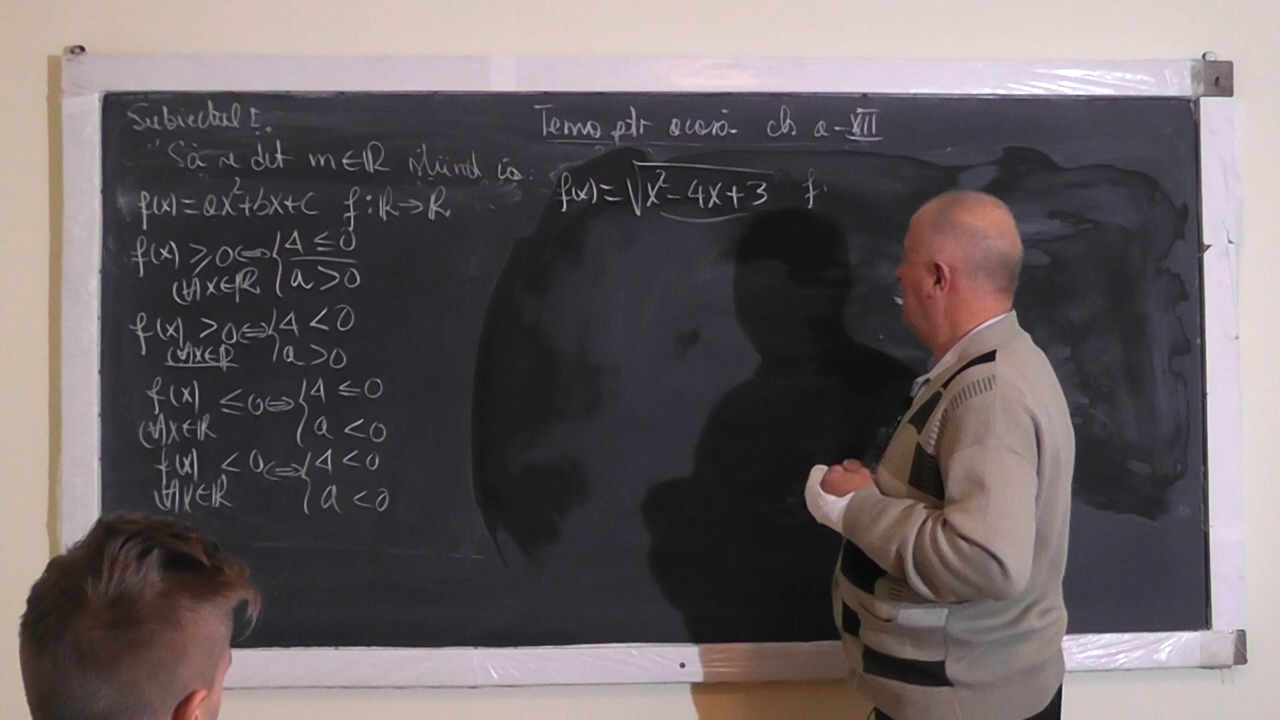 Subiectul I.
"Să se det m∈ℝ știind că:
f(x)=ax²+bx+c f:ℝ→ℝ
f(x)≥0⇔{Δ≤0
(∀)x∈ℝ a>0
f(x)>0⇔{Δ<0
(∀)x∈ℝ a>0
f(x)≤0⇔{Δ≤0
(∀)x∈ℝ a<0
f(x)<0⇔{Δ<0
(∀)x∈ℝ a<0
Tema ptr acasă cls a-XII
f(x)=√(x²-4x+3) f: